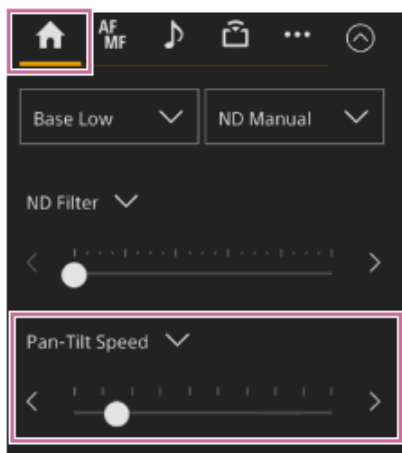 AF
MF
Base Low
ND Manual
ND Filter
Pan-Tilt Speed